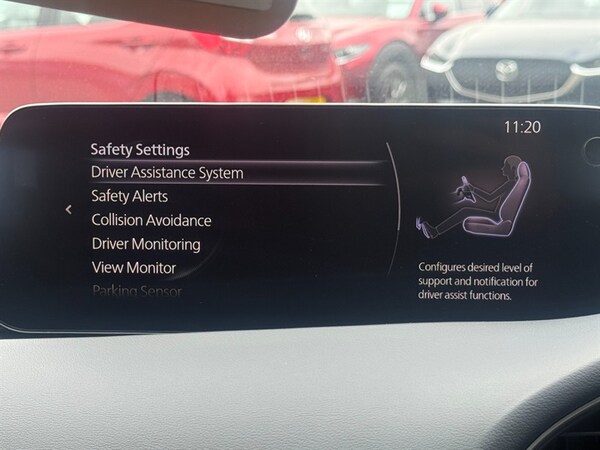 11:20
Safety Settings
Driver Assistance System
Safety Alerts
Collision Avoidance
Driver Monitoring
View Monitor
Parking Sensor
Configures desired level of
support and notification for
driver assist functions.